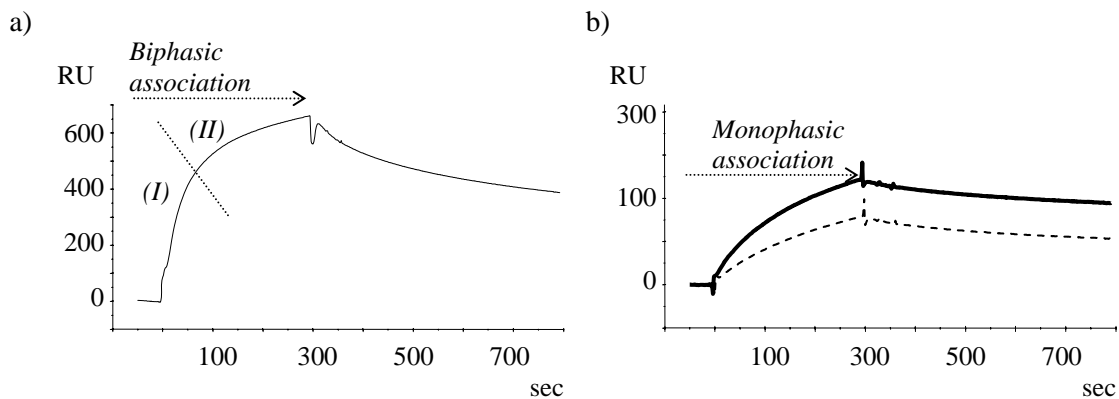 a)
Biphasic
association
RU
(II)
(I)
600
400
200
0
100 300 500 700
sec
b)
RU
300
Monophasic
association
100
0
100 300 500 700
sec